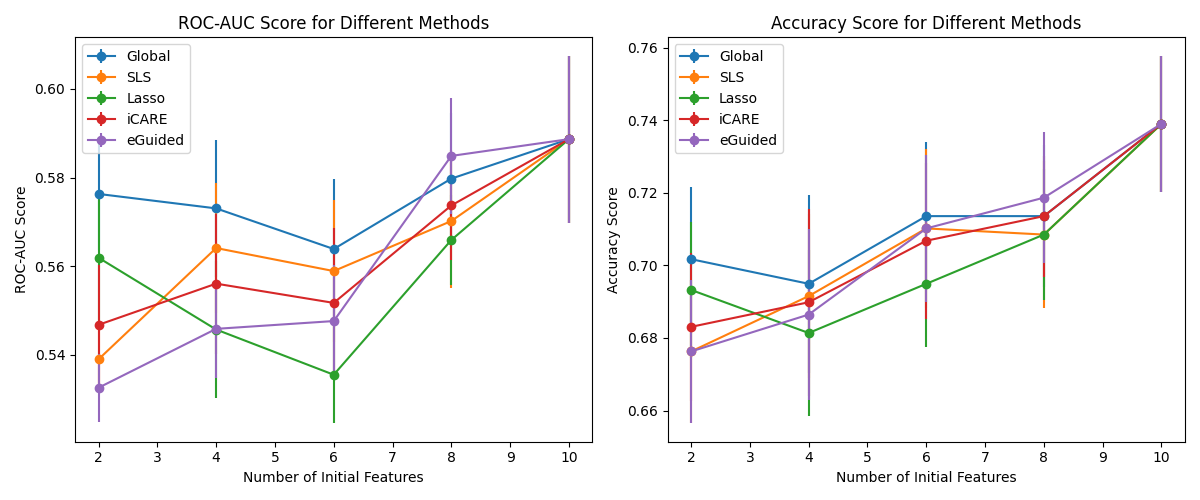 ROC-AUC Score for Different Methods
ROC-AUC Score
0.60
0.58
0.56
0.54
Global
SLS
Lasso
iCARE
eGuided
2 3 4 5 6 7 8 9 10
Number of Initial Features
Accuracy Score for Different Methods
Accuracy Score
0.76
0.74
0.72
0.70
0.68
0.66
Global
SLS
Lasso
iCARE
eGuided
2 3 4 5 6 7 8 9 10
Number of Initial Features